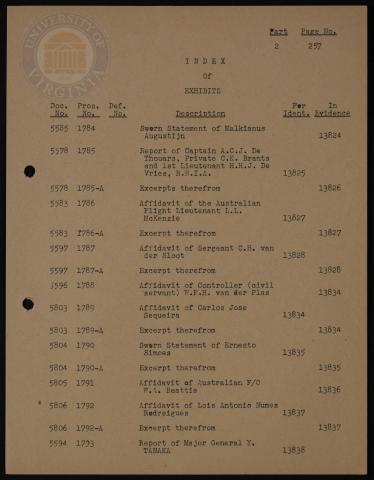 UNIVERSITY OF VIRGINIA
Part Page No.
2 257
I N D E X
Of
EXHIBITS
Doc. Pros. Def. For In
No. No. No. Description Ident. Evidence
5585 1784 Sworn Statement of Malkianus
Augustijn 13824
5578 1785 Report of Captain A.C.J. De
Thouars, Private C.K. Brants
and 1st Lieutenant H.H.J. De
Vries, R.N.I.A. 13825
5578 1785-A Excerpts therefrom 13826
5583 1786 Affidavit of the Australian
Flight Lieutenant L.L.
McKenzie 13827
5583 1786-A Excerpt therefrom 13827
5597 1787 Affidavit of Sergeant C.H. van
der Sloot 13828
5597 1787-A Excerpts therefrom 13828
5596 1788 Affidavit of Controller (civil
servant) W.F.H. van der Plas 13834
5803 1789 Affidavit of Carlos Jose
Sequeira 13834
5803 1789-A Excerpt therefrom 13834
5804 1790 Sworn Statement of Ernesto
Simoes 13835
5804 1790-A Excerpt therefrom 13835
5805 1791 Affidavit of Australian F/O
W.A. Beattie 13836
* 5806 1792 Affidavit of Lois Antonio Numes
Rodreigues 13837
5806 1792-A Excerpt therefrom 13837
5594 1793 Report of Major General Y.
TANAKA 13838